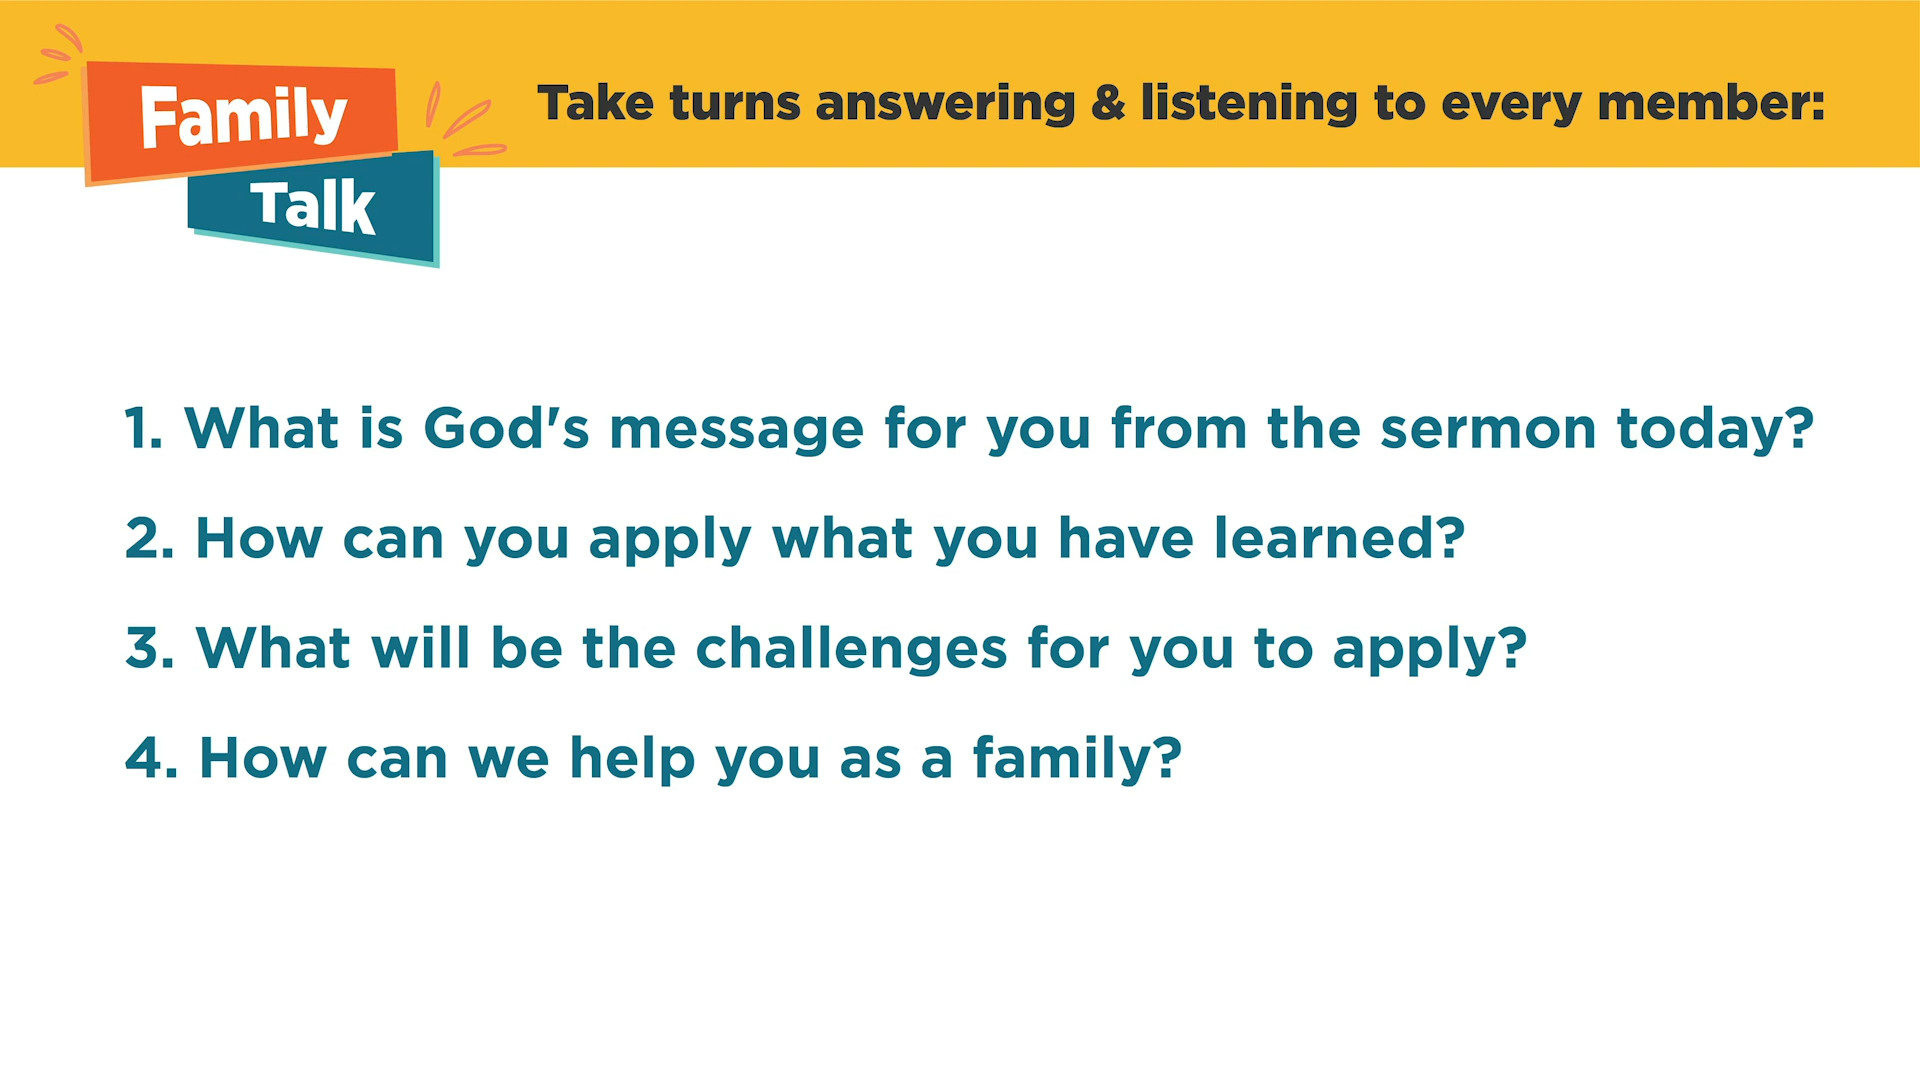 Family
Talk
Take turns answering & listening to every member:
1. What is God's message for you from the sermon today?
2. How can you apply what you have learned?
3. What will be the challenges for you to apply?
4. How can we help you as a family?